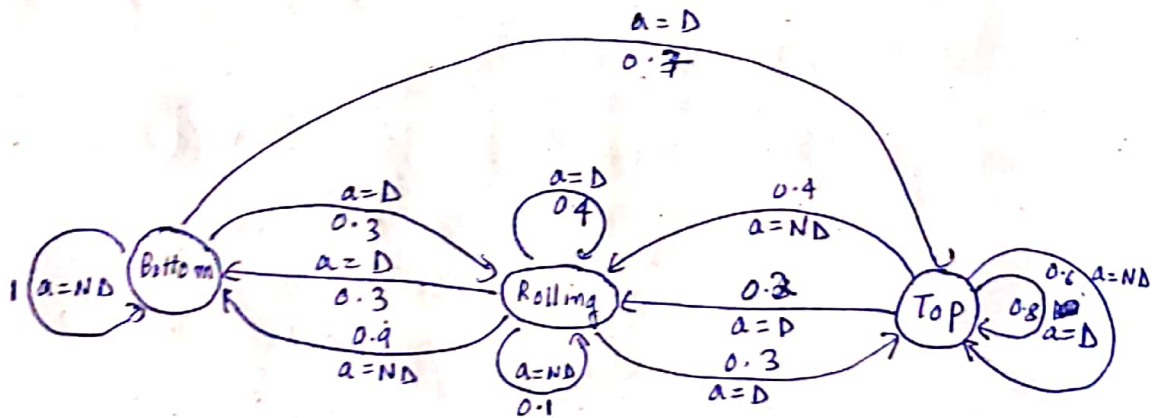 a = D
0.7
a = D
0.4
0.4
a = ND
a = D
0.3
Bottom
a = D
0.3
1
a = ND
0.9
a = ND
Rolling
a = ND
0.1
0.2
a = D
0.3
a = D
Top
0.6
a = ND
0.8
a = D